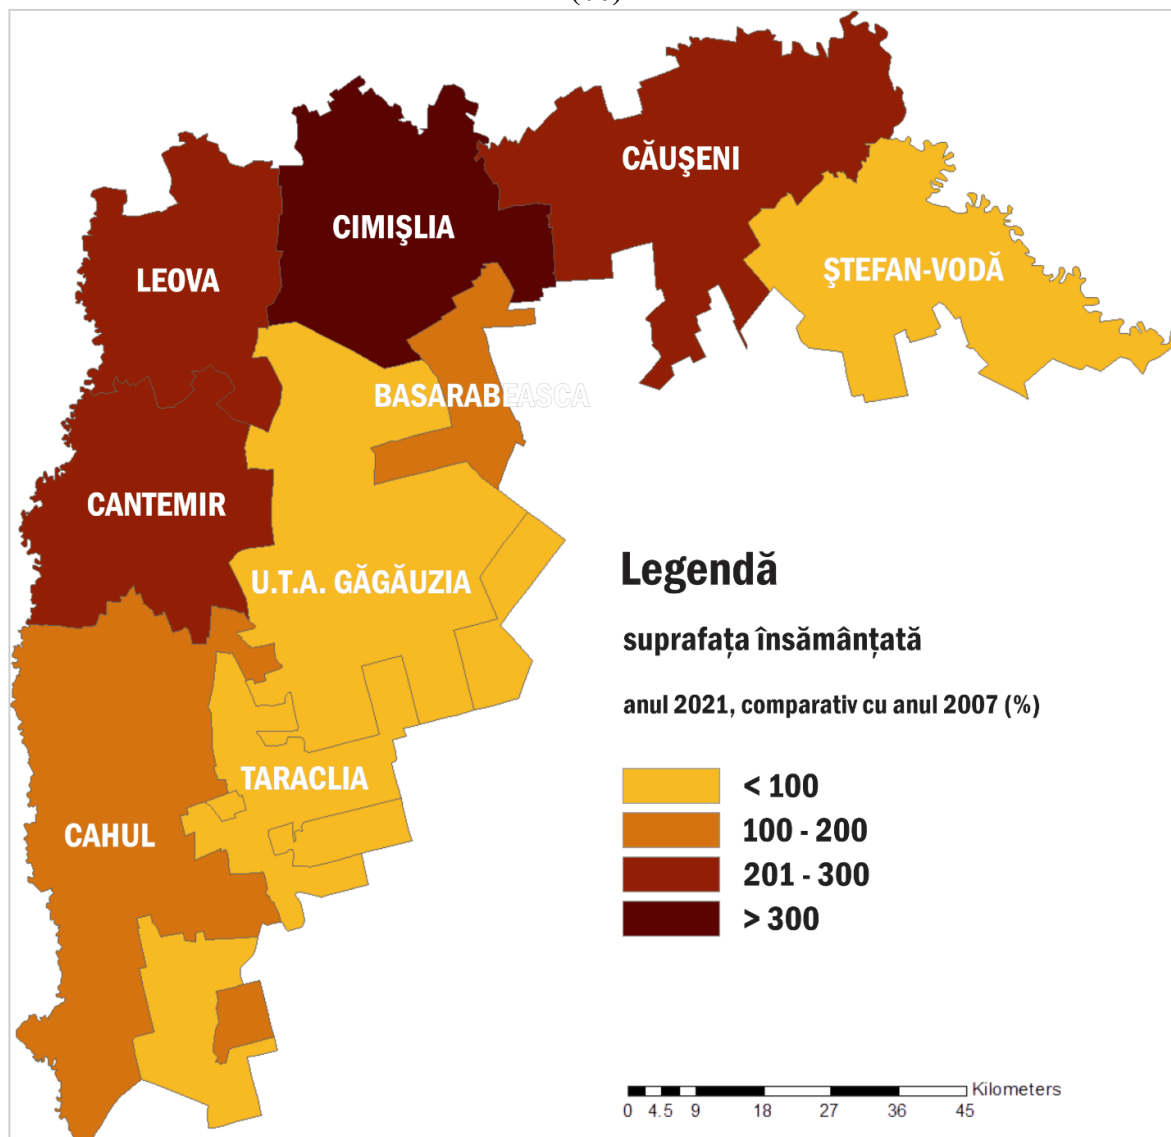 CĂUŞENI
CIMIŞLIA
ŞTEFAN-VODĂ
LEOVA
BASARABEASCA
CANTEMIR
U.T.A. GĂGĂUZIA
TARACLIA
CAHUL
Legendă
suprafața însămânțată
anul 2021, comparativ cu anul 2007 (%)
< 100
100 - 200
201 - 300
> 300
Kilometers
0 4.5 9 18 27 36 45